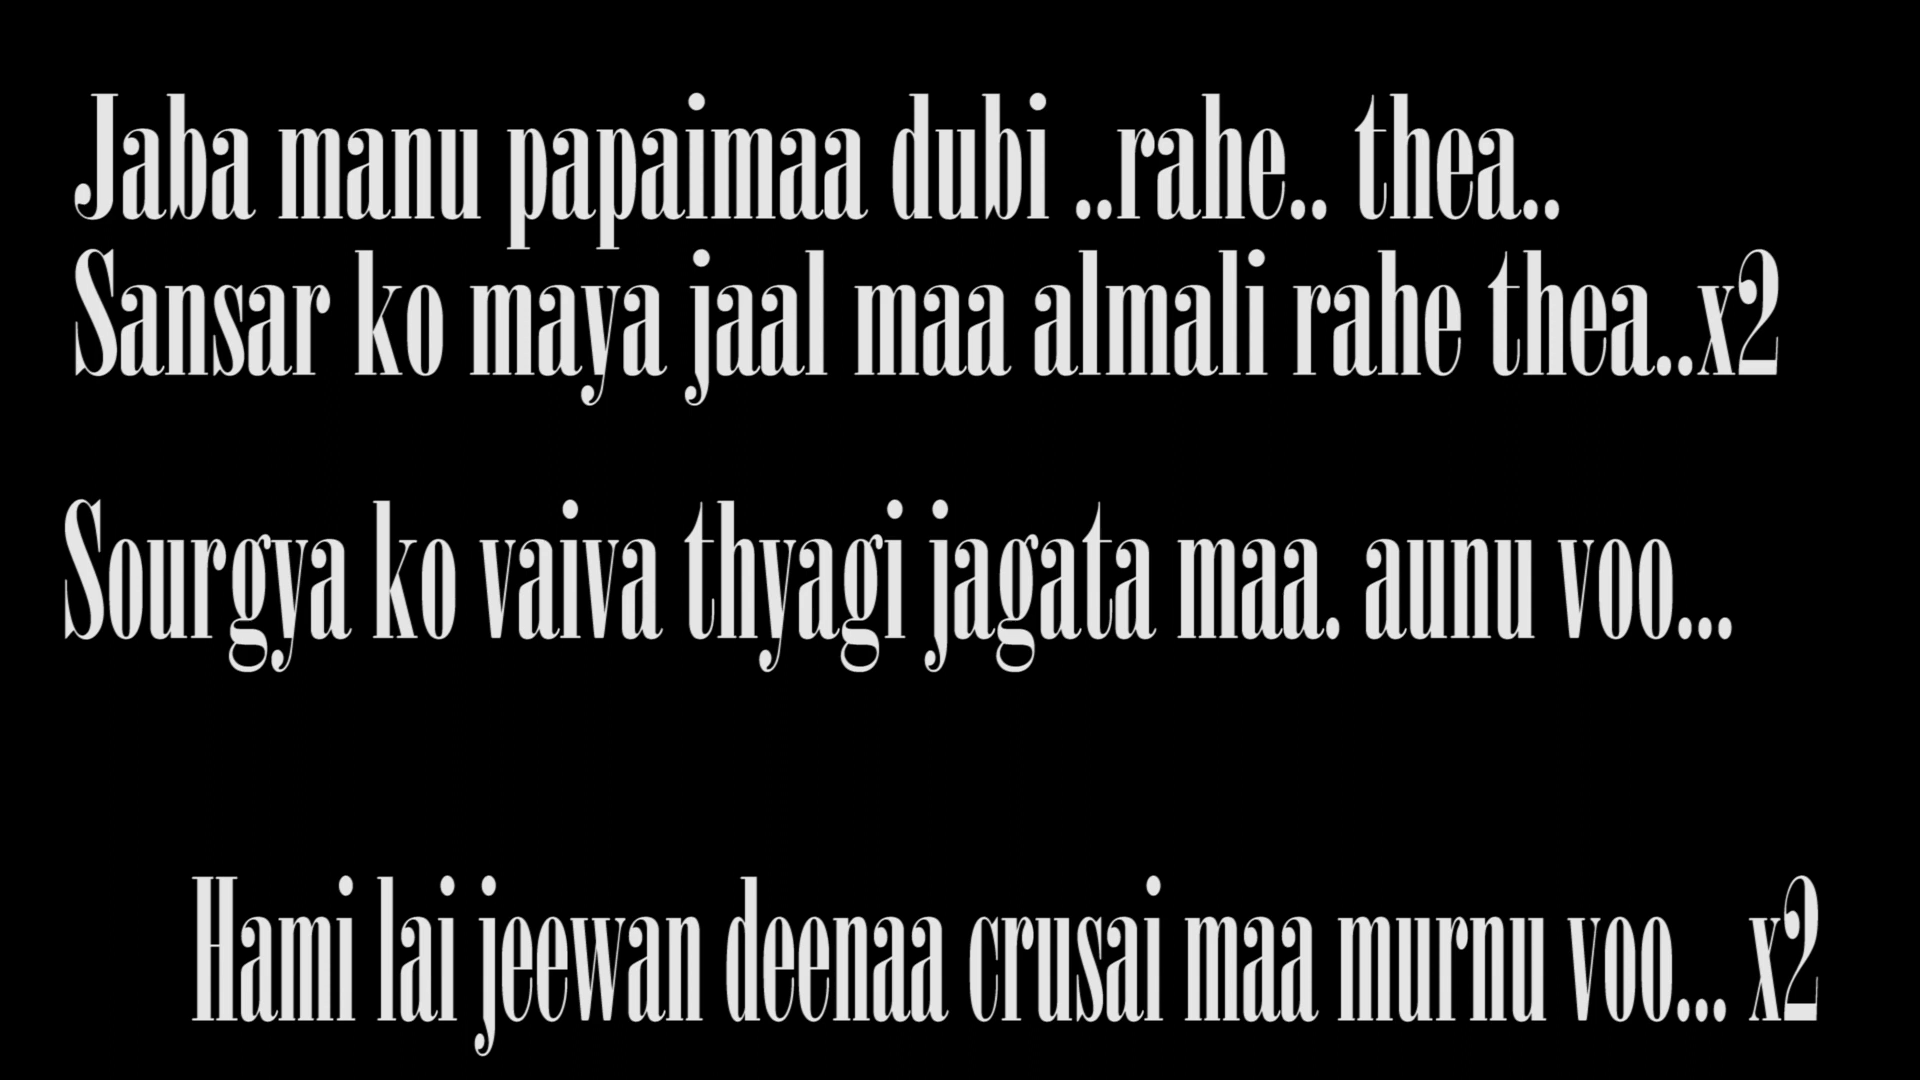 Jaba manu papaimaa dubi ..rahe.. thea..
Sansar ko maya jaal maa almali rahe thea..x2
Sourgya ko vaiva thyagi jagata maa. aunu voo...
Hami lai jeewan deenaa crusai maa murnu voo... x2